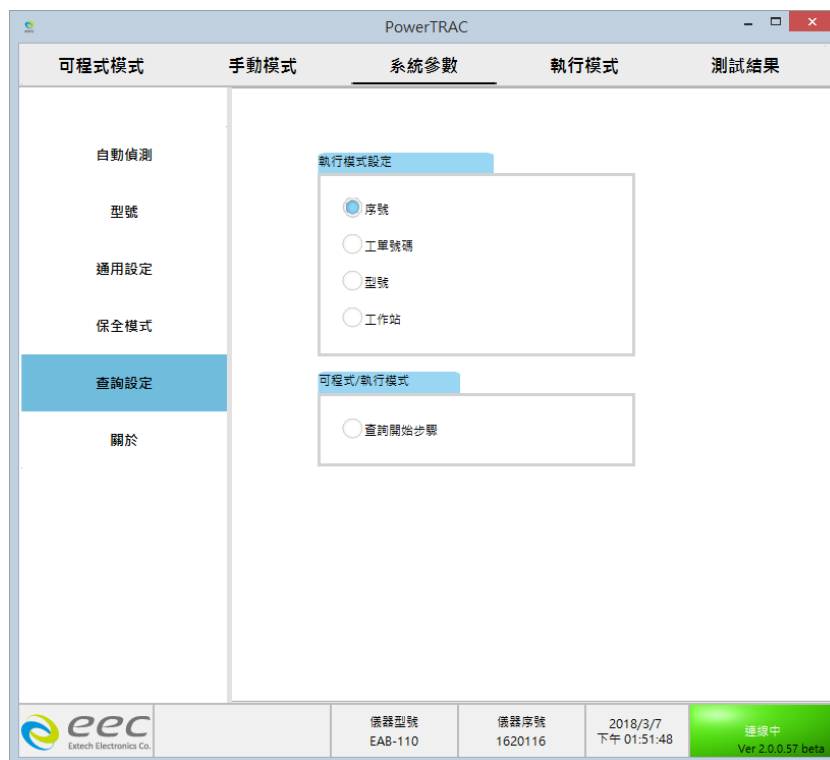 PowerTRAC
可程式模式 手動模式 系統參數 執行模式 測試結果
自動偵測
型號
通用設定
保全模式
查詢設定
關於
執行模式設定
序號
工單號碼
型號
工作站
可程式/執行模式
查詢開始步驟
eec
Extech Electronics Co.
儀器型號
EAB-110
儀器序號
1620116
2018/3/7
下午 01:51:48
連線中
Ver 2.0.0.57 beta